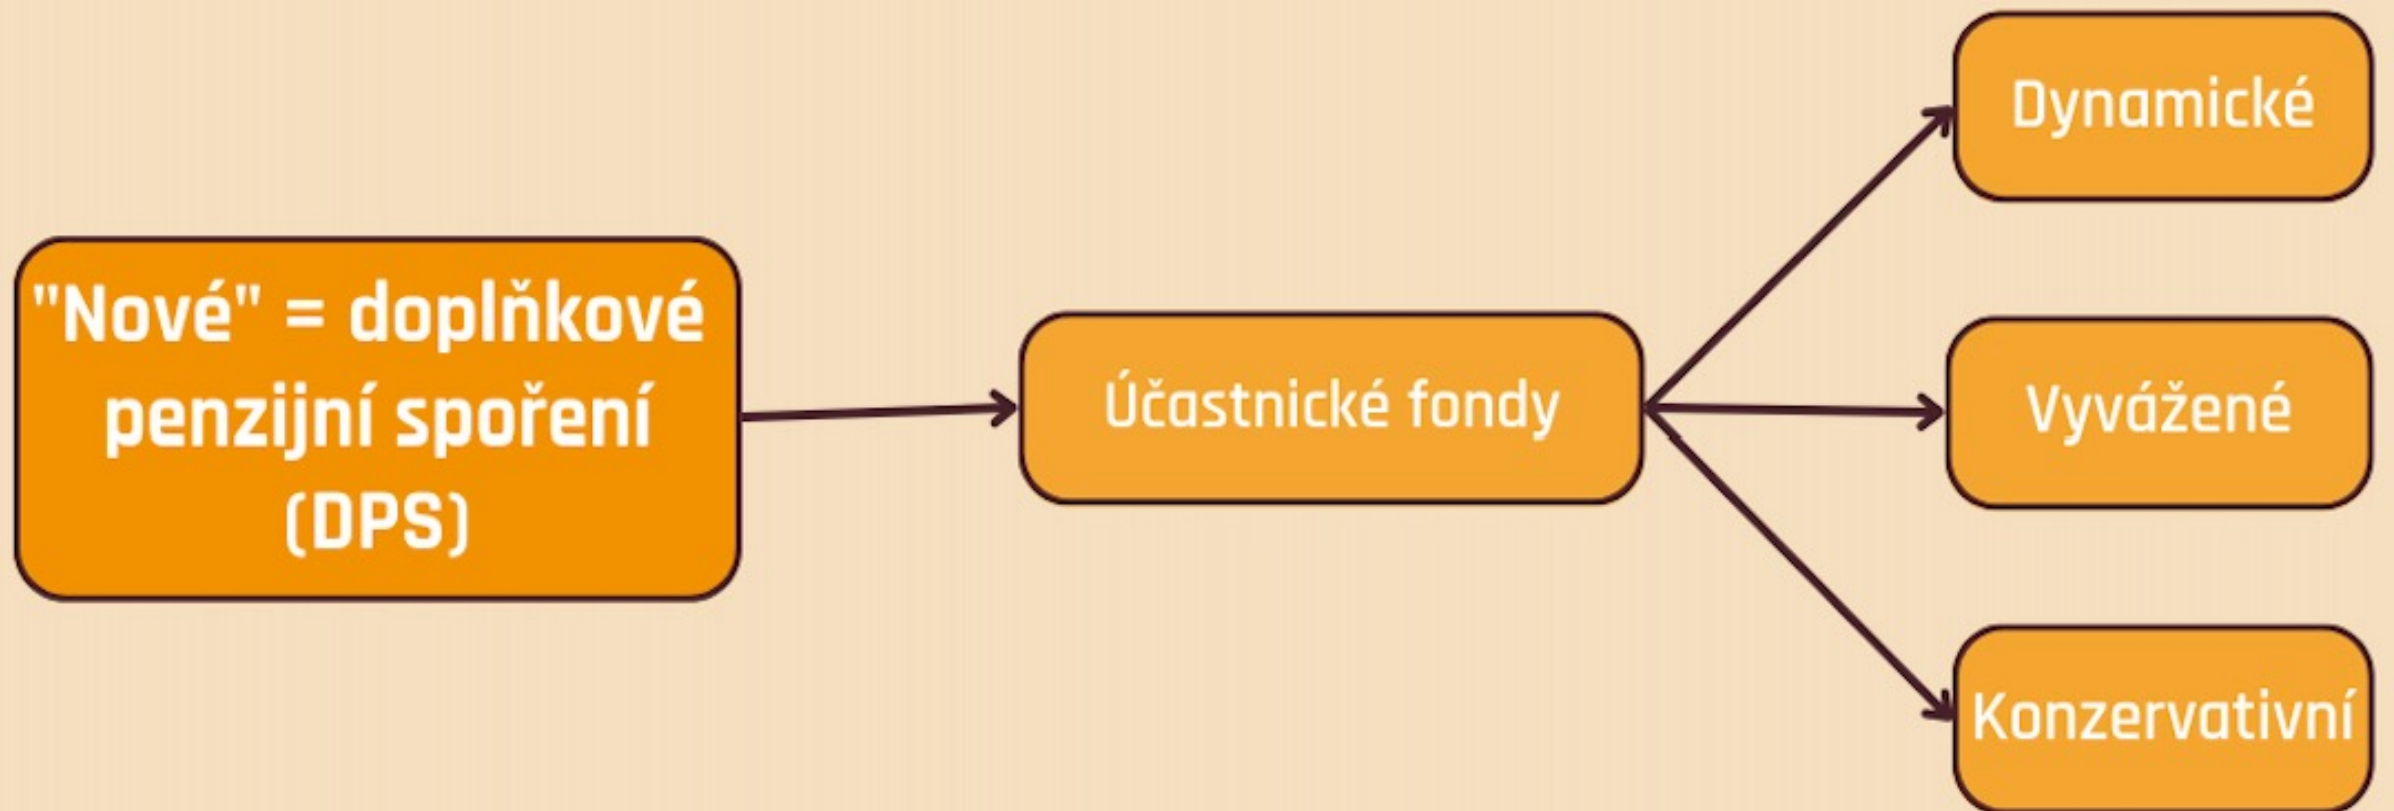 "Nové" = doplňkové
penzijní spoření
(DPS)
Účastnické fondy
Dynamické
Vyvážené
Konzervativní